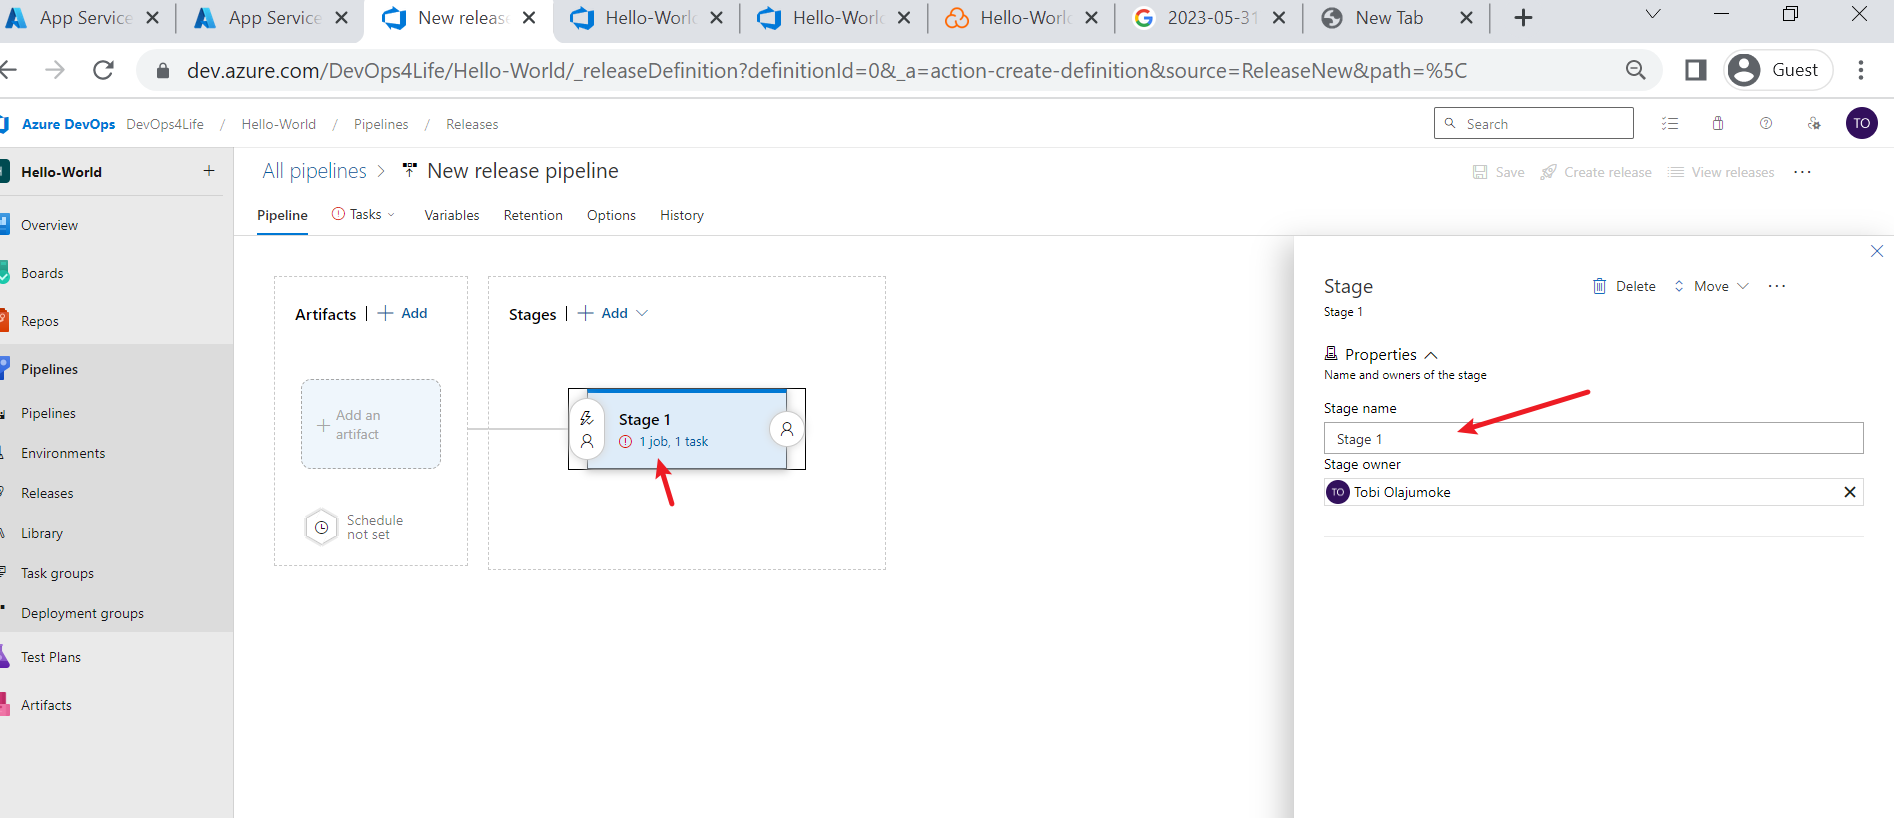 App Service
App Service
New release
Hello-World
Hello-World
Hello-World
2023-05-31
New Tab
dev.azure.com/DevOps4Life/Hello-World/_releaseDefinition?definitionId=0&_a=action-create-definition&source=ReleaseNew&path=%5C
Guest
Azure DevOps DevOps4Life / Hello-World / Pipelines / Releases
Search
TO
Hello-World
Overview
Boards
Repos
Pipelines
Pipelines
Environments
Releases
Library
Task groups
Deployment groups
Test Plans
Artifacts
All pipelines > New release pipeline
Save Create release View releases ...
Pipeline Tasks Variables Retention Options History
Artifacts | + Add
Add an
artifact
Schedule
not set
Stages | + Add
Stage 1
1 job, 1 task
Stage
Delete Move ...
Stage 1
Properties
Name and owners of the stage
Stage name
Stage 1
Stage owner
TO Tobi Olajumoke